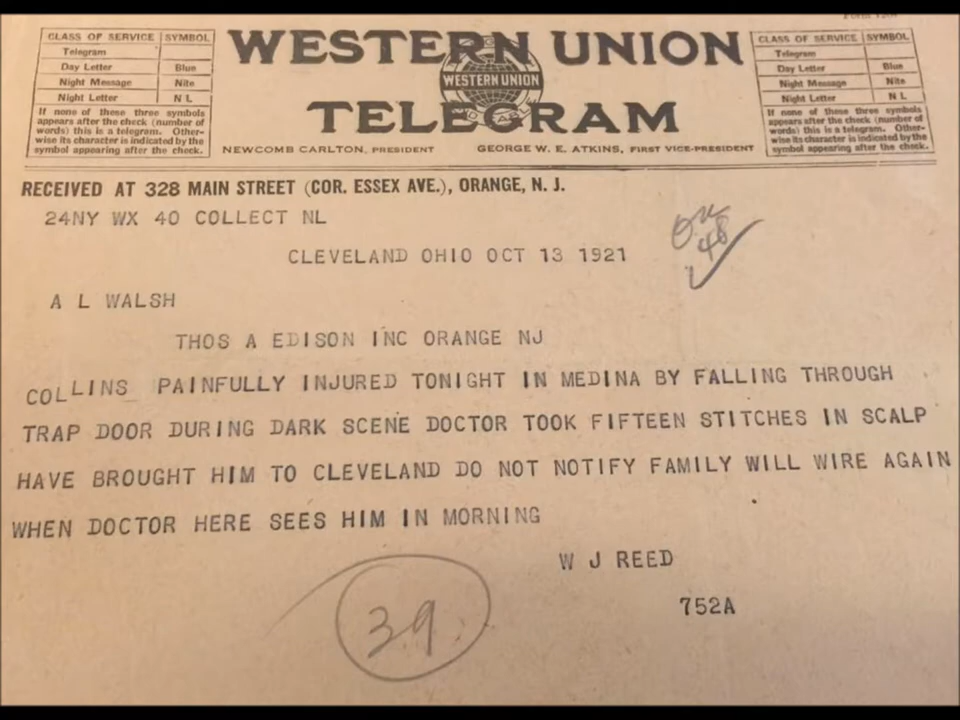 CLASS OF SERVICE SYMBOL
Telegram
Day Letter Blue
Night Message Nite
Night Letter N L
If none of these three symbols
appears after the check (number of
words) this is a telegram. Other-
wise its character is indicated by the
symbol appearing after the check.
WESTERN UNION
WESTERN UNION
TELEGRAM
NEWCOMB CARLTON, PRESIDENT GEORGE W. E. ATKINS, FIRST VICE-PRESIDENT
CLASS OF SERVICE SYMBOL
Telegram
Day Letter Blue
Night Message Nite
Night Letter N L
If none of these three symbols
appears after the check (number of
words) this is a telegram. Other-
wise its character is indicated by the
symbol appearing after the check.
RECEIVED AT 328 MAIN STREET (COR. ESSEX AVE.), ORANGE, N. J.
24NY WX 40 COLLECT NL
48
CLEVELAND OHIO OCT 13 1921
A L WALSH
THOS A EDISON INC ORANGE NJ
COLLINS PAINFULLY INJURED TONIGHT IN MEDINA BY FALLING THROUGH
TRAP DOOR DURING DARK SCENE DOCTOR TOOK FIFTEEN STITCHES IN SCALP
HAVE BROUGHT HIM TO CLEVELAND DO NOT NOTIFY FAMILY WILL WIRE AGAIN
WHEN DOCTOR HERE SEES HIM IN MORNING
W J REED
752A
39